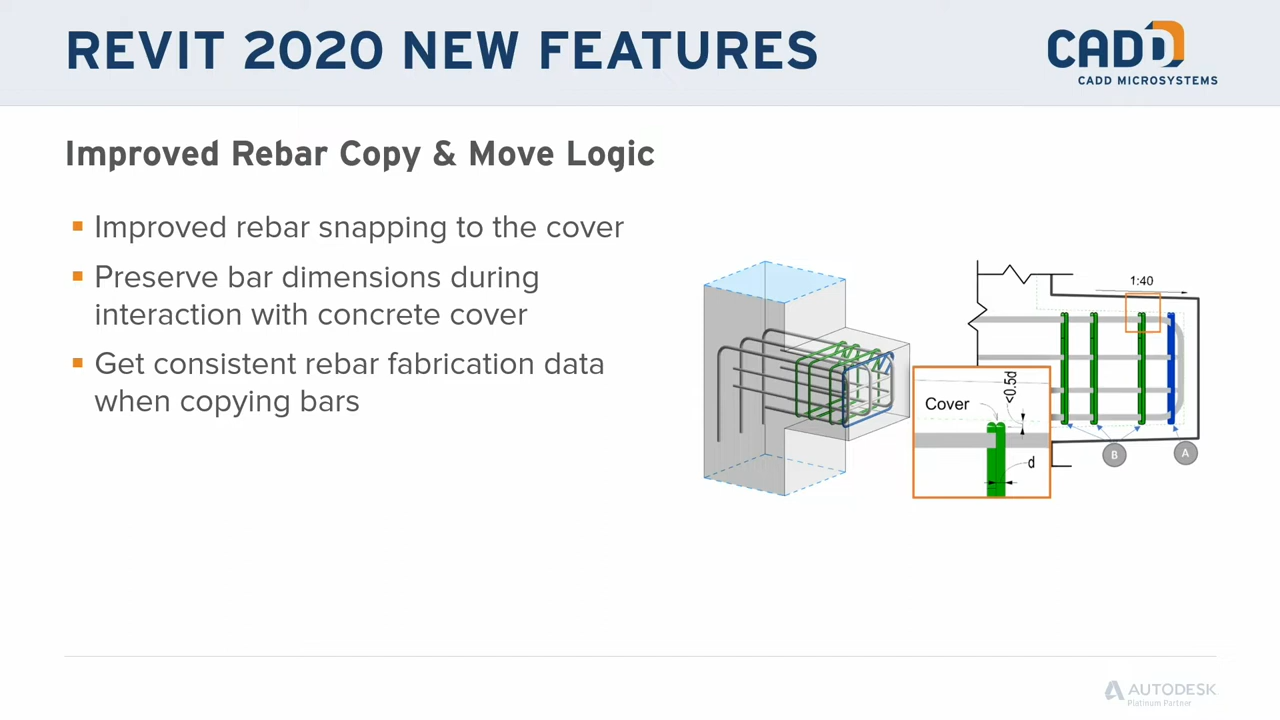 REVIT 2020 NEW FEATURES
CADD
CADD MICROSYSTEMS
Improved Rebar Copy & Move Logic
Improved rebar snapping to the cover
Preserve bar dimensions during
interaction with concrete cover
Get consistent rebar fabrication data
when copying bars
1:40
<0.5d
Cover
d
B
A
AUTODESK
Platinum Partner